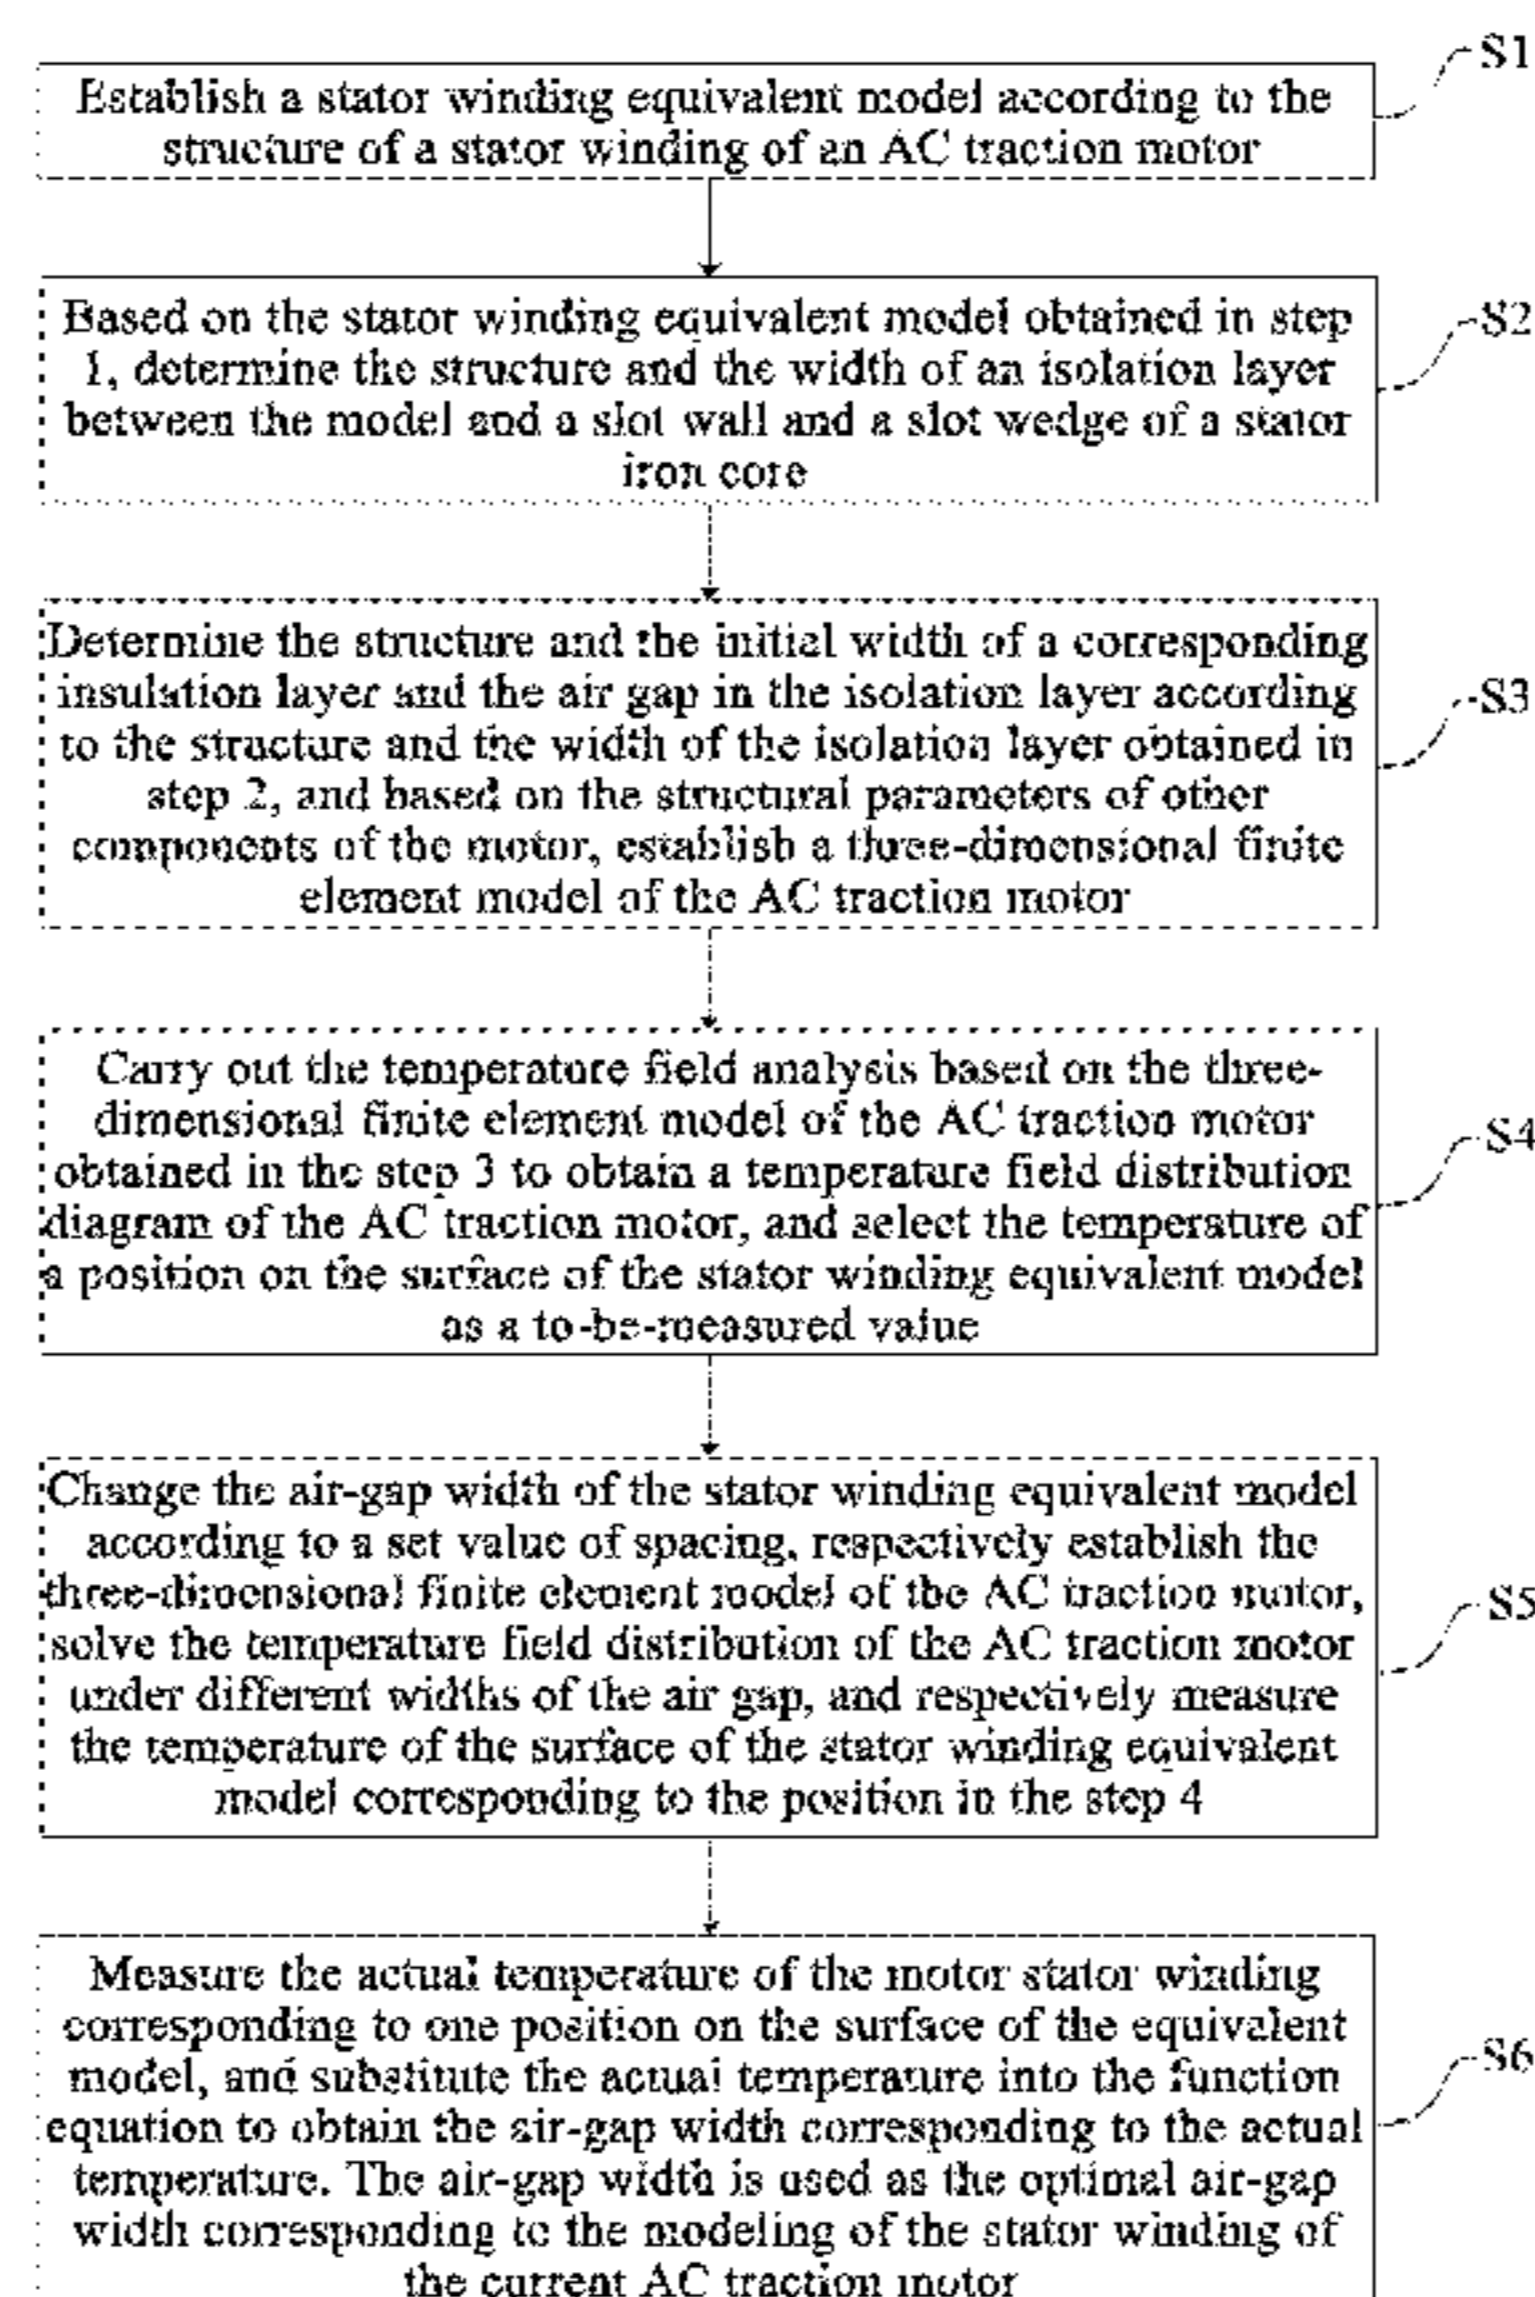 S1
Establish a stator winding equivalent model according to the
structure of a stator winding of an AC traction motor
S2
Based on the stator winding equivalent model obtained in step
1, determine the structure and the width of an isolation layer
between the model and a slot wall and a slot wedge of a stator
iron core
S3
Determine the structure and the initial width of a corresponding
insulation layer and the air gap in the isolation layer according
to the structure and the width of the isolation layer obtained in
step 2, and based on the structural parameters of other
components of the motor, establish a three-dimensional finite
element model of the AC traction motor
S4
Carry out the temperature field analysis based on the three-
dimensional finite element model of the AC traction motor
obtained in the step 3 to obtain a temperature field distribution
diagram of the AC traction motor, and select the temperature of
a position on the surface of the stator winding equivalent model
as a to-be-measured value
S5
Change the air-gap width of the stator winding equivalent model
according to a set value of spacing, respectively establish the
three-dimensional finite element model of the AC traction motor,
solve the temperature field distribution of the AC traction motor
under different widths of the air gap, and respectively measure
the temperature of the surface of the stator winding equivalent
model corresponding to the position in the step 4
S6
Measure the actual temperature of the motor stator winding
corresponding to one position on the surface of the equivalent
model, and substitute the actual temperature into the function
equation to obtain the air-gap width corresponding to the actual
temperature. The air-gap width is used as the optimal air-gap
width corresponding to the modeling of the stator winding of
the current AC traction motor